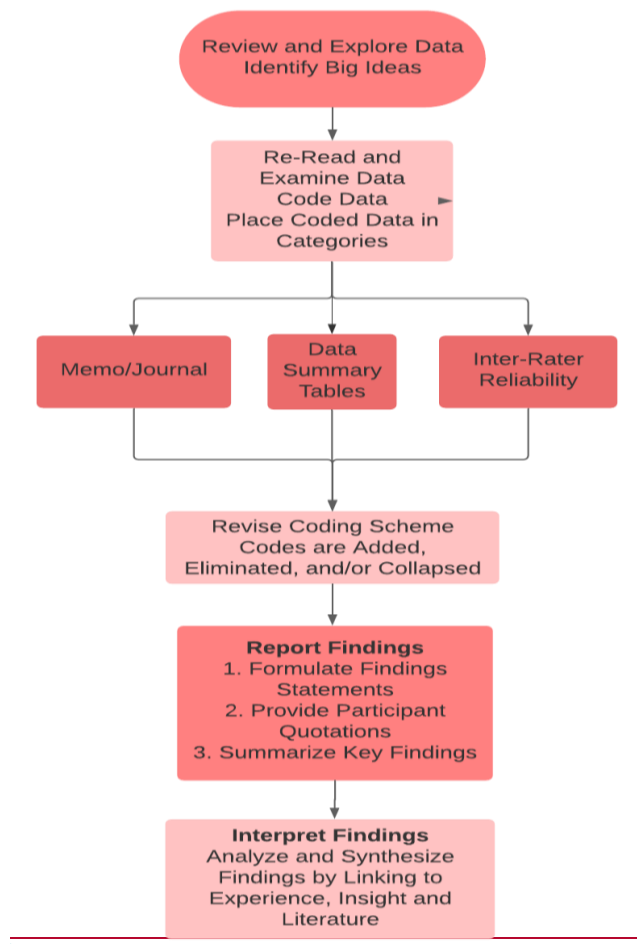 Review and Explore Data
Identify Big Ideas
Re-Read and
Examine Data
Code Data
Place Coded Data in
Categories
Memo/Journal
Data
Summary
Tables
Inter-Rater
Reliability
Revise Coding Scheme
Codes are Added,
Eliminated, and/or Collapsed
Report Findings
1. Formulate Findings
Statements
2. Provide Participant
Quotations
3. Summarize Key Findings
Interpret Findings
Analyze and Synthesize
Findings by Linking to
Experience, Insight and
Literature